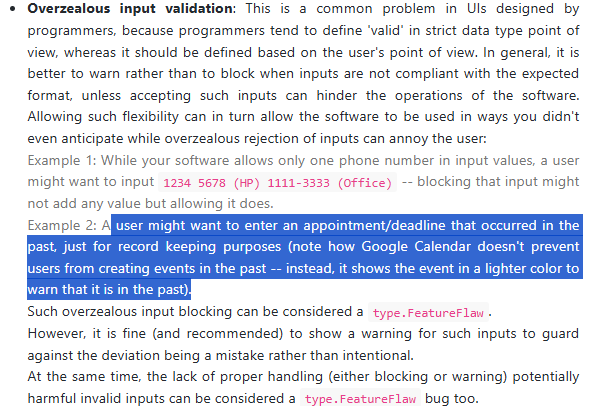 Overzealous input validation: This is a common problem in UIs designed by
programmers, because programmers tend to define 'valid' in strict data type point of
view, whereas it should be defined based on the user's point of view. In general, it is
better to warn rather than to block when inputs are not compliant with the expected
format, unless accepting such inputs can hinder the operations of the software.
Allowing such flexibility can in turn allow the software to be used in ways you didn't
even anticipate while overzealous rejection of inputs can annoy the user:
Example 1: While your software allows only one phone number in input values, a user
might want to input 1234 5678 (HP) 1111-3333 (Office) -- blocking that input might
not add any value but allowing it does.
Example 2: A user might want to enter an appointment/deadline that occurred in the
past, just for record keeping purposes (note how Google Calendar doesn't prevent
users from creating events in the past -- instead, it shows the event in a lighter color to
warn that it is in the past).
Such overzealous input blocking can be considered a type.FeatureFlaw.
However, it is fine (and recommended) to show a warning for such inputs to guard
against the deviation being a mistake rather than intentional.
At the same time, the lack of proper handling (either blocking or warning) potentially
harmful invalid inputs can be considered a type.FeatureFlaw bug too.